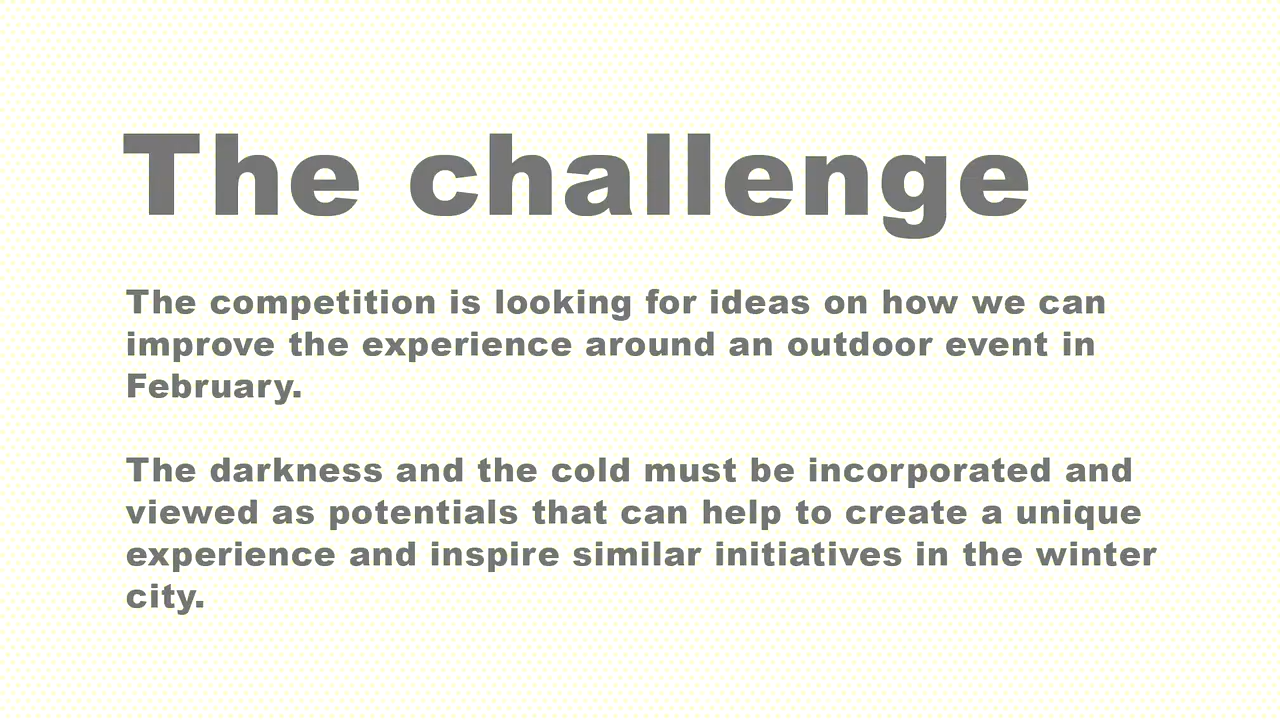 The challenge
The competition is looking for ideas on how we can
improve the experience around an outdoor event in
February.
The darkness and the cold must be incorporated and
viewed as potentials that can help to create a unique
experience and inspire similar initiatives in the winter
city.